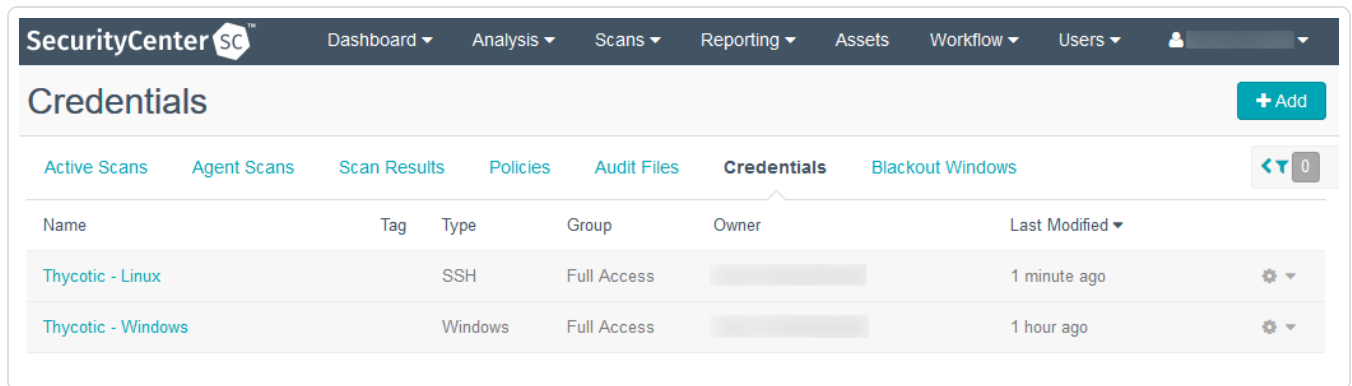 SecurityCenter SC™ Dashboard Analysis Scans Reporting Assets Workflow Users
Credentials + Add
Active Scans Agent Scans Scan Results Policies Audit Files Credentials Blackout Windows 0
Name Tag Type Group Owner Last Modified
Thycotic - Linux SSH Full Access 1 minute ago
Thycotic - Windows Windows Full Access 1 hour ago